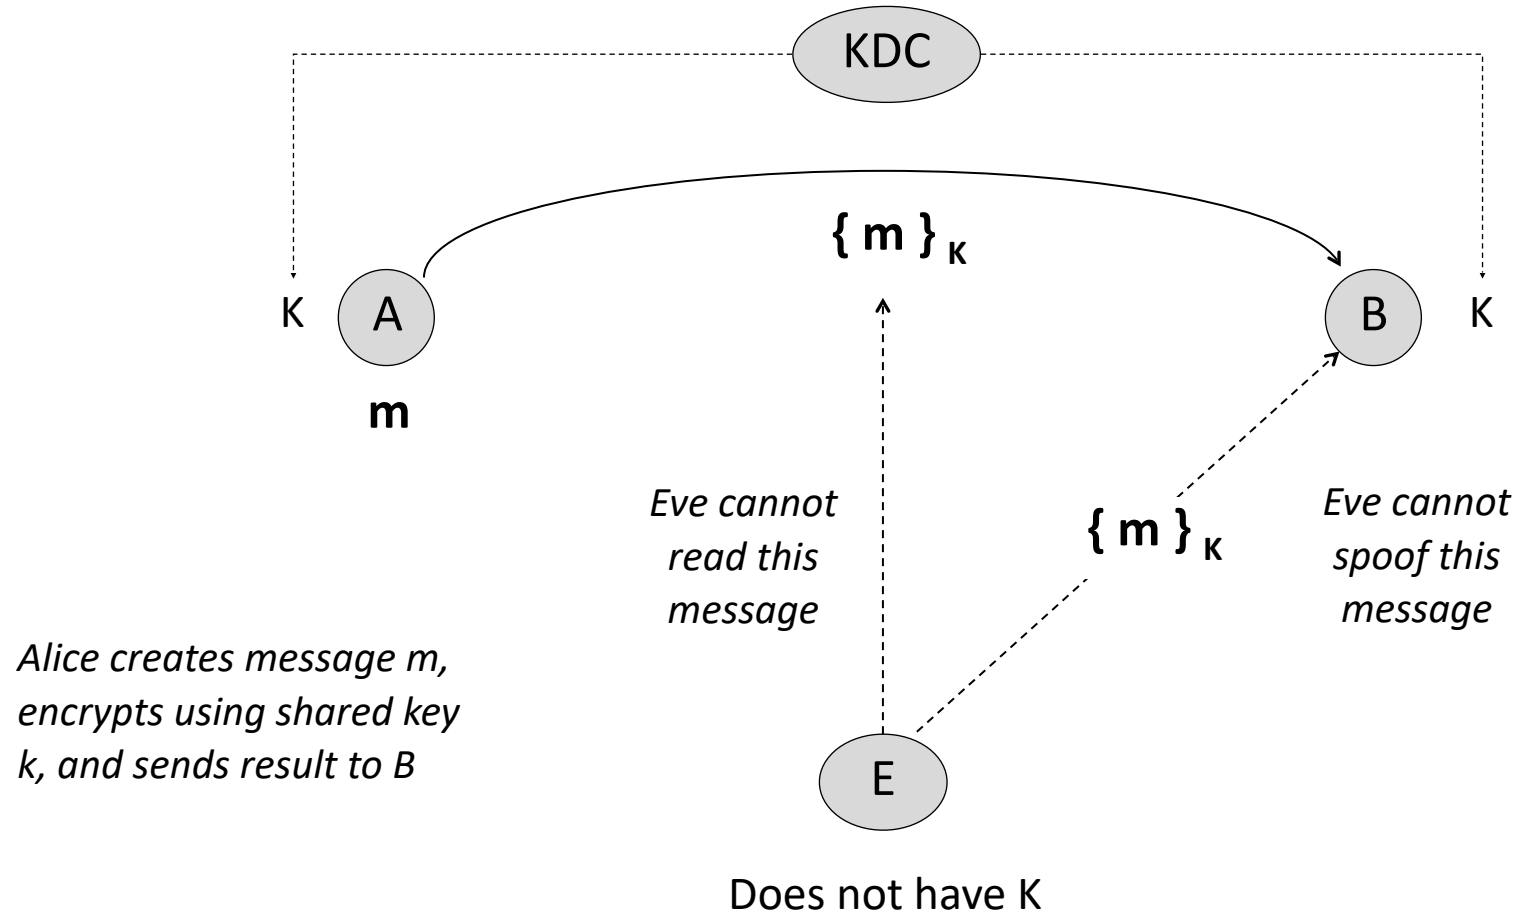 KDC
{ m } K
K
A
B
K
m
Eve cannot
read this
message
{ m } K
Eve cannot
spoof this
message
Alice creates message m,
encrypts using shared key
k, and sends result to B
E
Does not have K